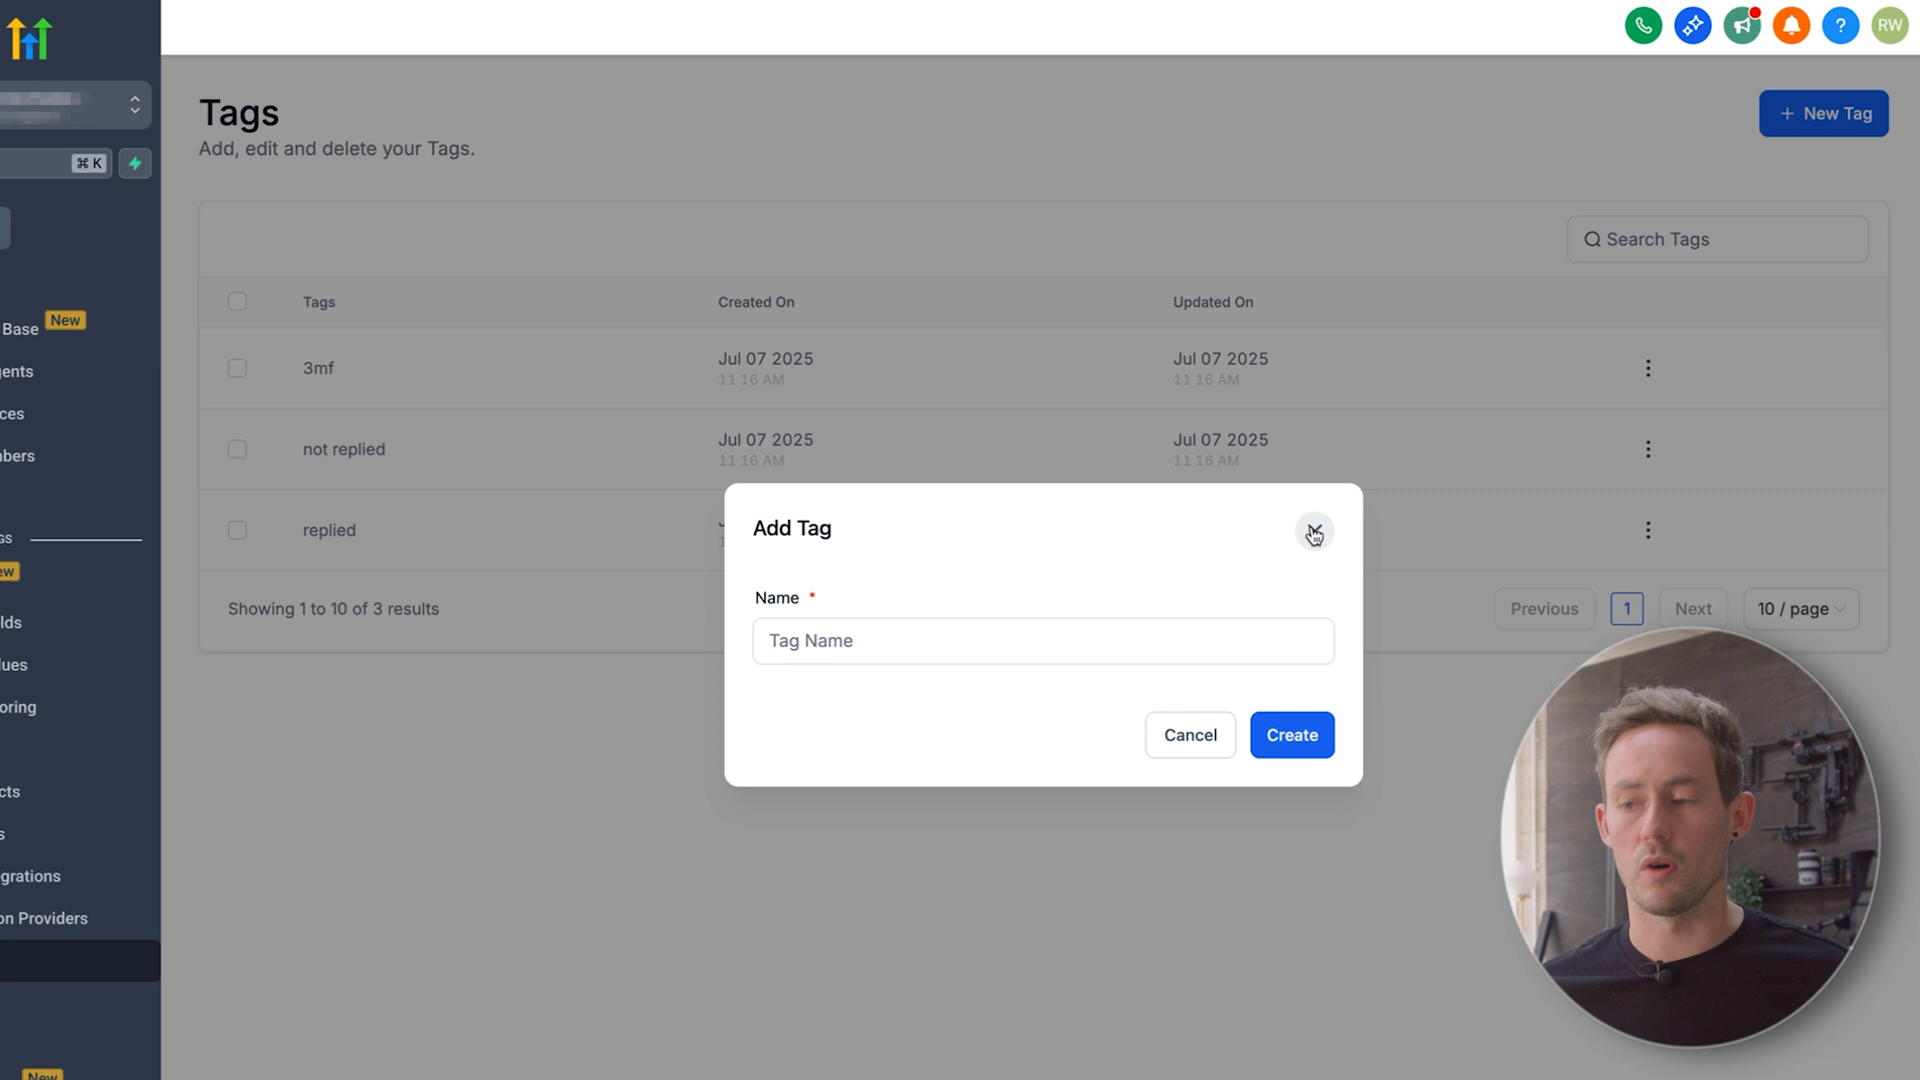 RW
Tags
+ New Tag
Add, edit and delete your Tags.
⌘ K
Search Tags
Tags Created On Updated On
Base New
3mf Jul 07 2025 Jul 07 2025
11 16 AM 11 16 AM
ents
ces
not replied Jul 07 2025 Jul 07 2025
11 16 AM 11 16 AM
bers
Add Tag
replied
gs
ew
Name *
Showing 1 to 10 of 3 results
Previous 1 Next 10 / page
lds
Tag Name
lues
oring
Cancel Create
cts
s
grations
on Providers
New